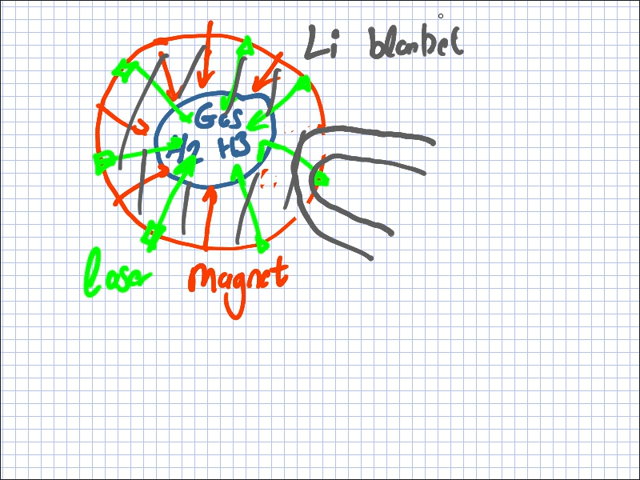 Li blanket
Gas
H2 H3
laser
magnet